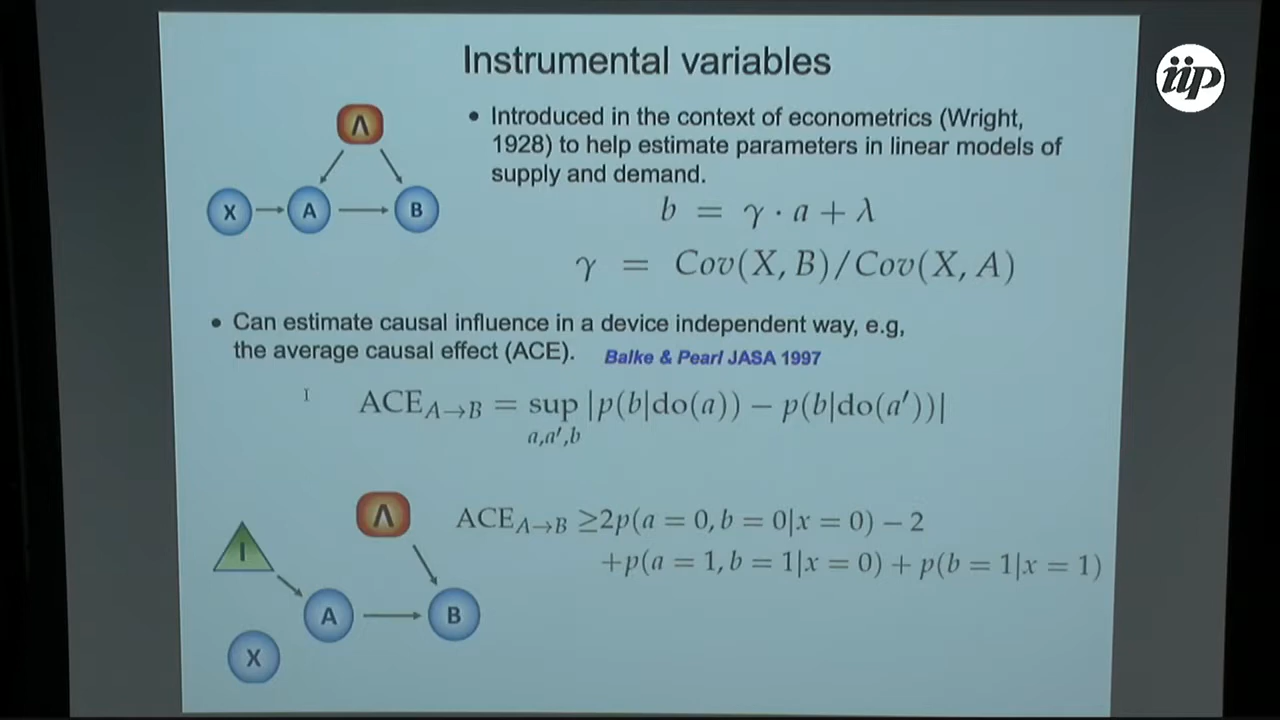 Instrumental variables
iip
Λ
X
A
B
• Introduced in the context of econometrics (Wright,
1928) to help estimate parameters in linear models of
supply and demand.
b = γ · a + λ
γ = Cov(X, B)/Cov(X, A)
• Can estimate causal influence in a device independent way, e.g,
the average causal effect (ACE). Balke & Pearl JASA 1997
ACE_{A→B} = sup_{a,a′,b} |p(b|do(a)) − p(b|do(a′))|
Λ
I
A
B
X
ACE_{A→B} ≥2p(a = 0, b = 0|x = 0) − 2
+p(a = 1, b = 1|x = 0) + p(b = 1|x = 1)